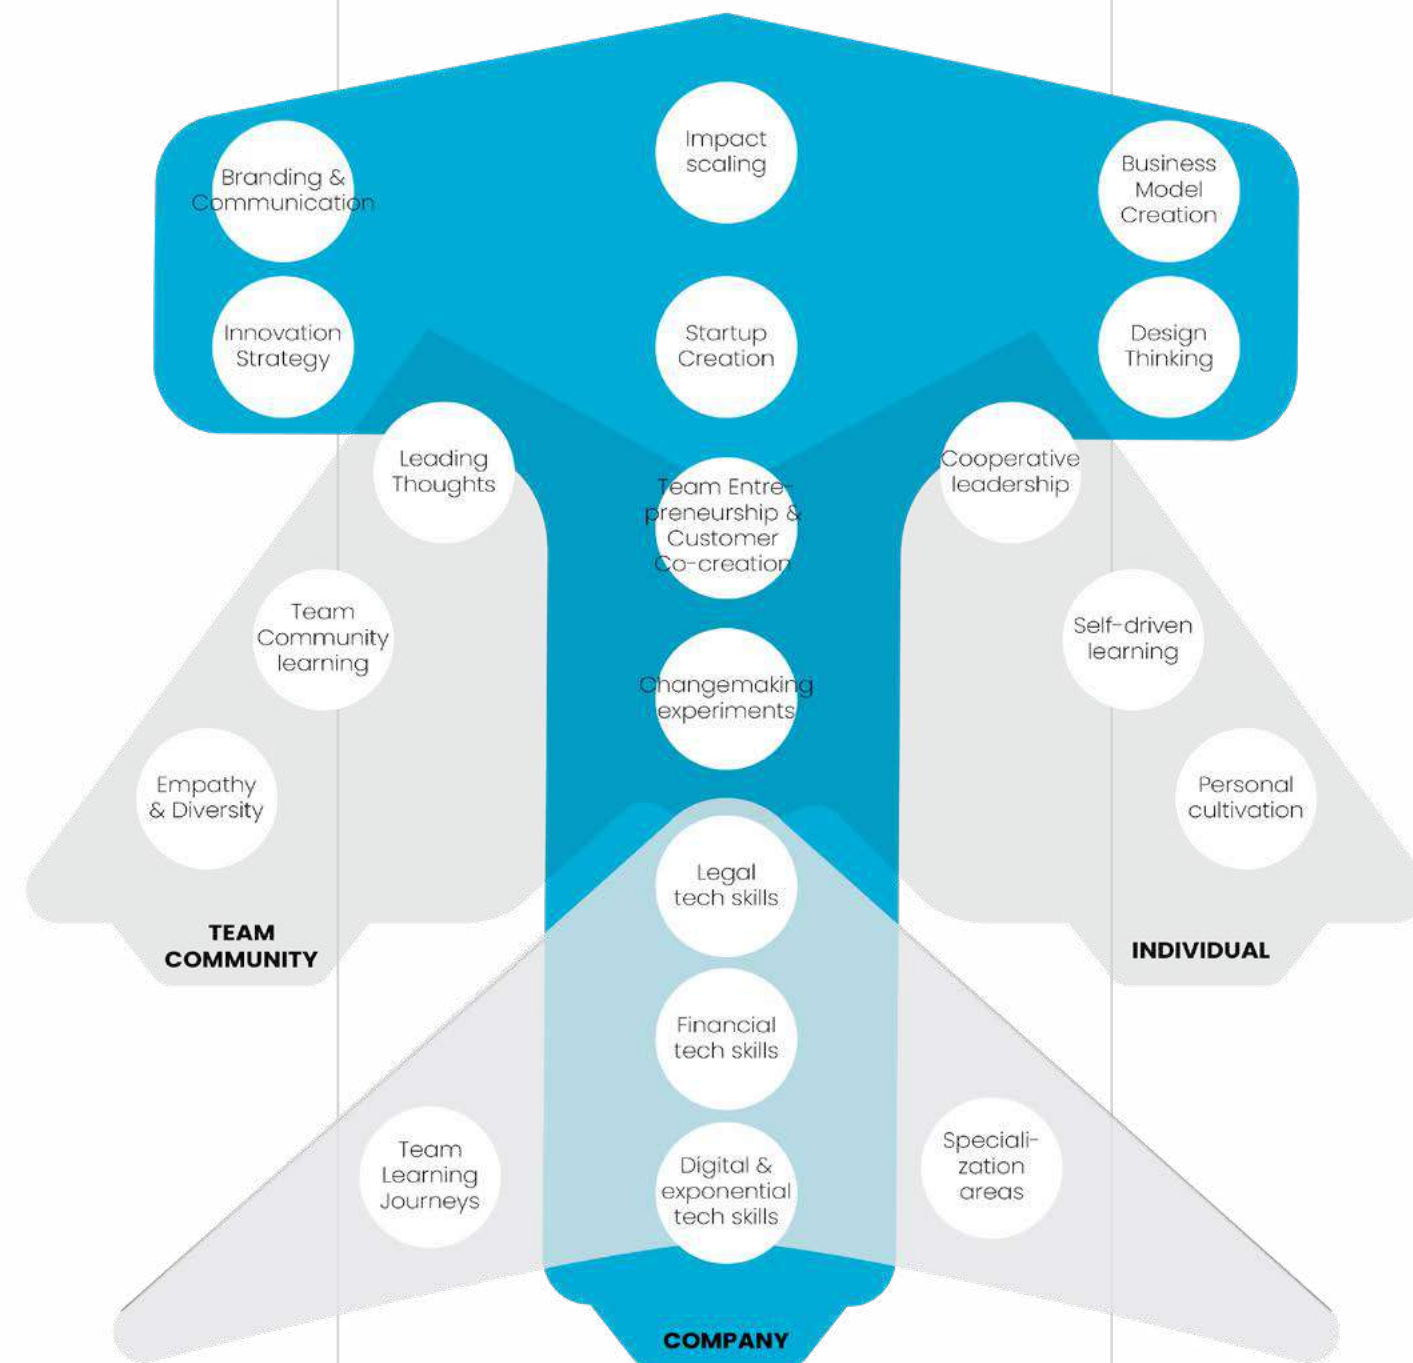 Impact
scaling
Branding &
Communication
Business
Model
Creation
Innovation
Strategy
Startup
Creation
Design
Thinking
Leading
Thoughts
Team Entre-
preneurship &
Customer
Co-creation
Cooperative
leadership
Team
Community
learning
Changemaking
experiments
Self-driven
learning
Empathy
& Diversity
Personal
cultivation
Legal
tech skills
TEAM
COMMUNITY
INDIVIDUAL
Financial
tech skills
Team
Learning
Journeys
Digital &
exponential
tech skills
Speciali-
zation
areas
COMPANY